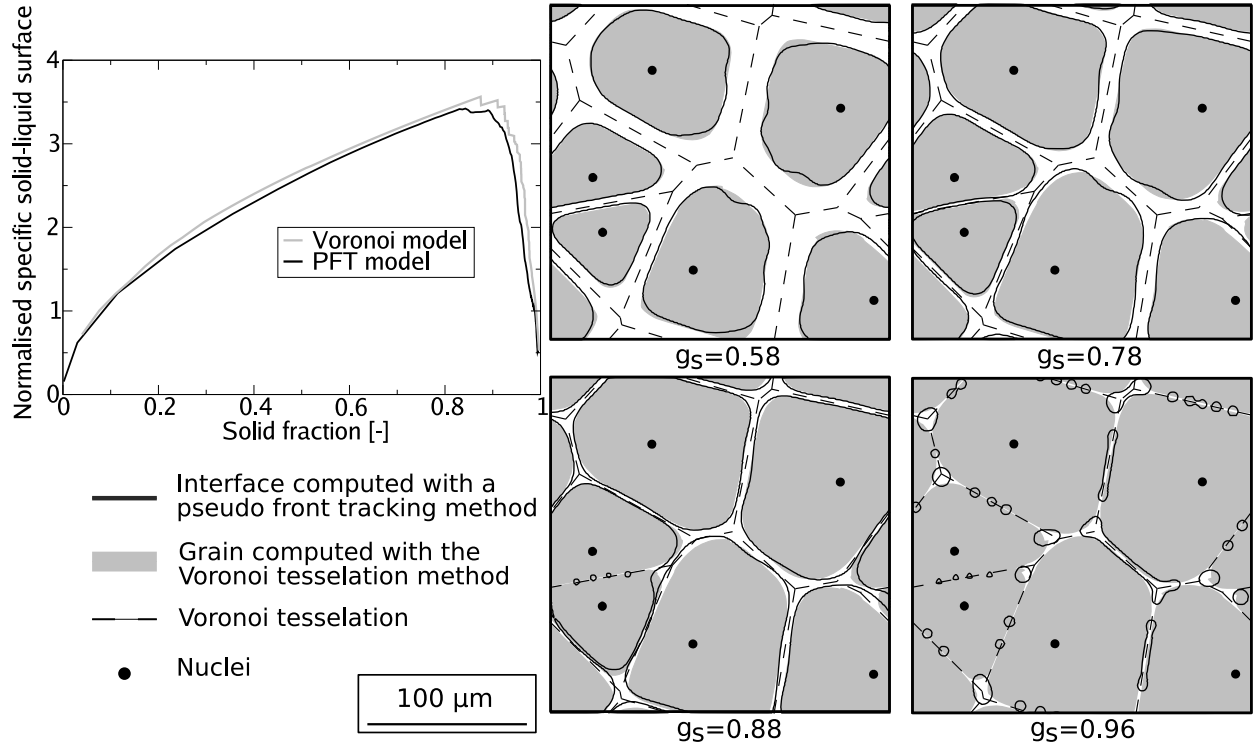 Normalised specific solid-liquid surface
4
3
2
1
0
Voronoi model
PFT model
0
0.2
0.4
0.6
0.8
1
Solid fraction [-]
gs=0.58
gs=0.78
Interface computed with a
pseudo front tracking method
Grain computed with the
Voronoi tesselation method
Voronoi tesselation
Nuclei
100 µm
gs=0.88
gs=0.96